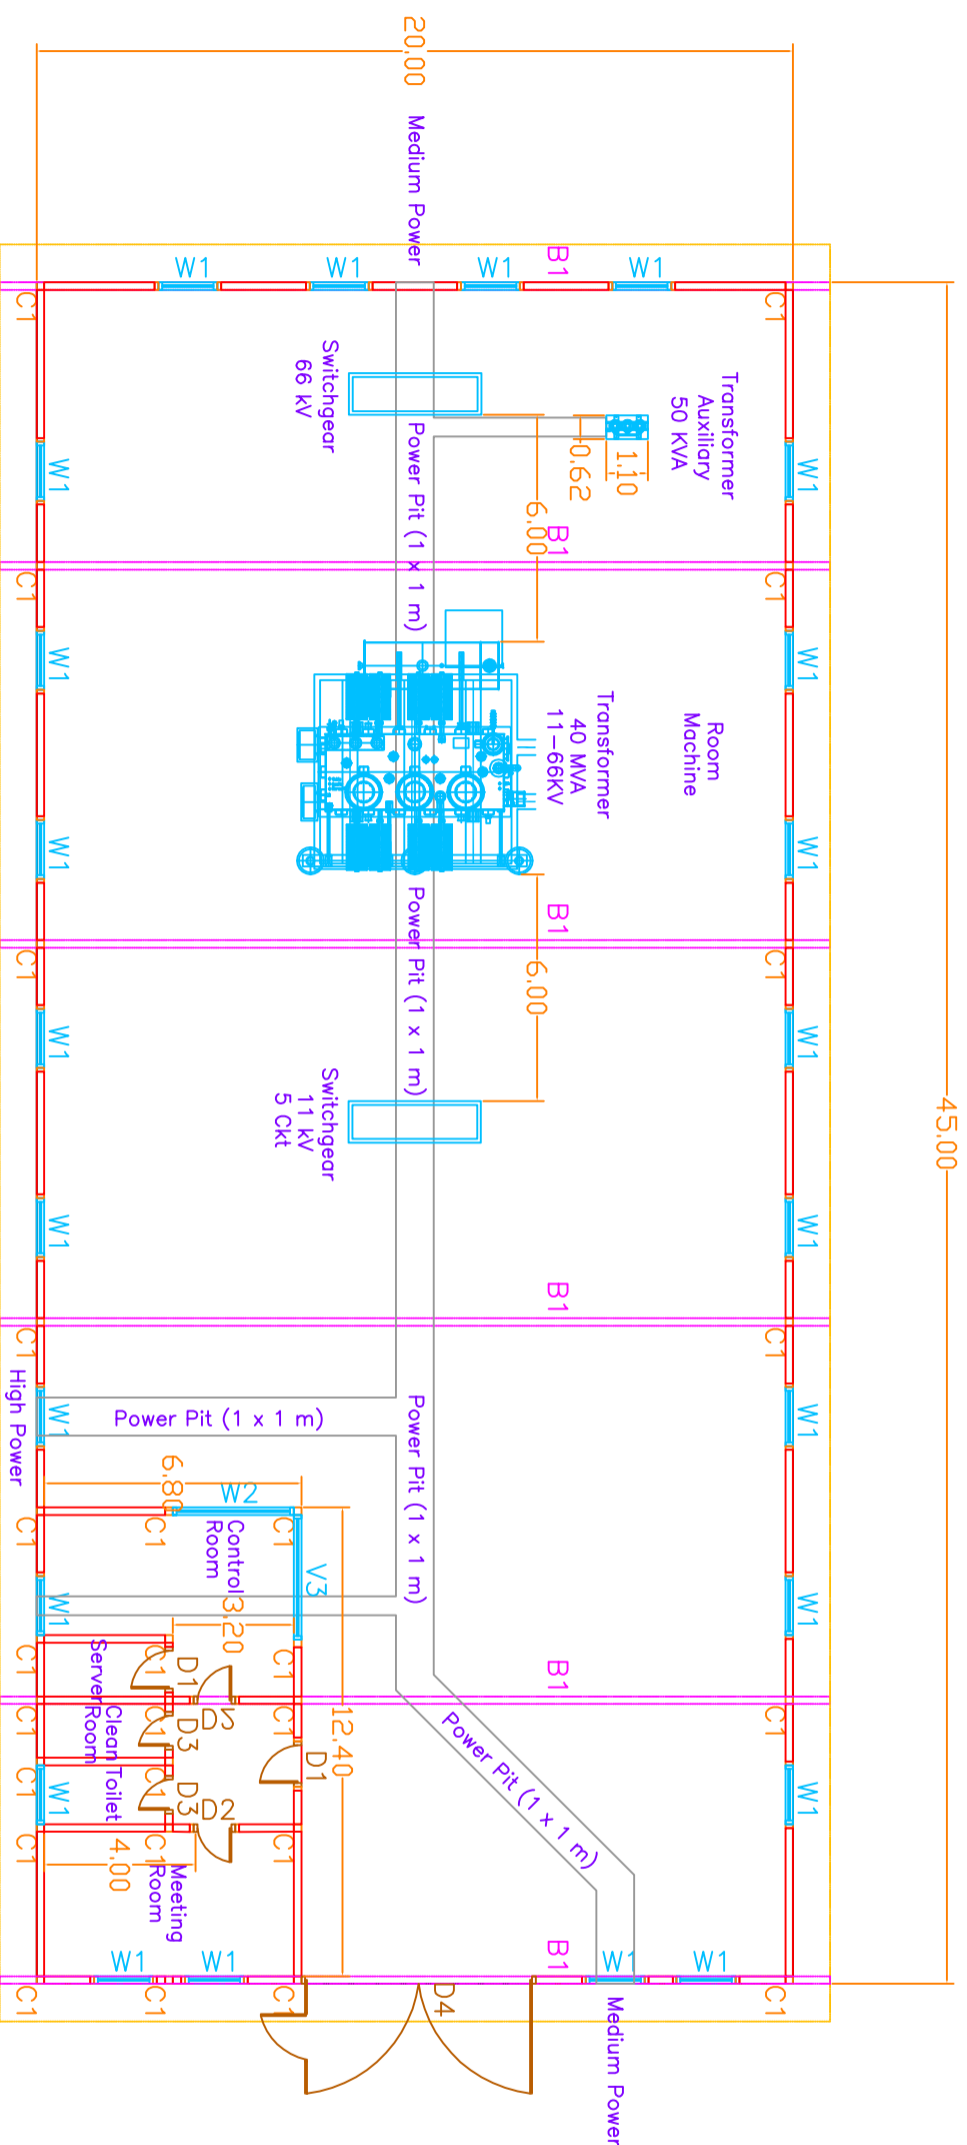 20,00
Medium Power
B1
W1
W1
W1
W1
C1
C1
45,00
Switchgear
66 kV
Transformer
Auxiliary
50 KVA
1,10
0,62
6,00
Power Pit (1 x 1 m)
W1
W1
B1
C1
C1
W1
W1
Room
Machine
Transformer
40 MVA
11-66KV
W1
W1
Power Pit (1 x 1 m)
B1
C1
C1
6,00
W1
W1
Switchgear
11 kV
5 Ckt
W1
W1
B1
C1
C1
High Power
W1
W1
Power Pit (1 x 1 m)
Power Pit (1 x 1 m)
6,80
W2
C1
C1
C1
Control
Room
V3
3,20
W1
W1
12,40
B1
C1
C1
C1
D1
Server
Room
C1
C1
C1
C1
D3
D1
Clean Toilet
C1
C1
W1
W1
D3
D2
Power Pit (1 x 1 m)
C1
C1
C1
4,00
Meeting
Room
W1
W1
B1
W1
W1
C1
C1
C1
C1
D4
Medium Power